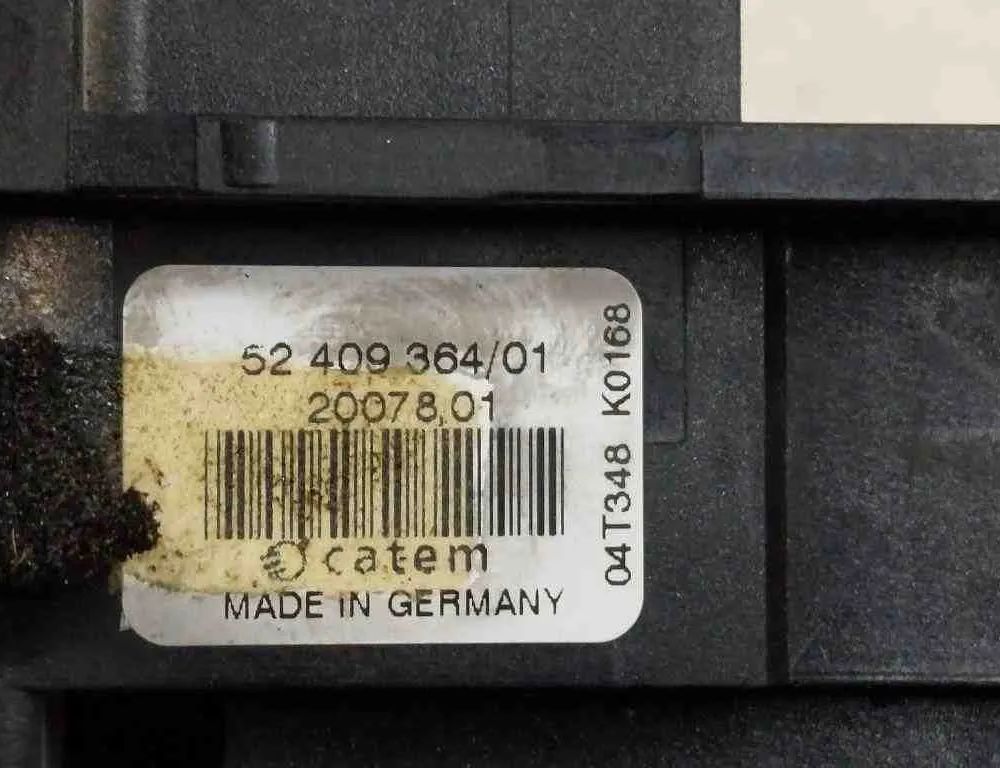 52 409 364/01
20078.01
catem
MADE IN GERMANY
04T348 K0168